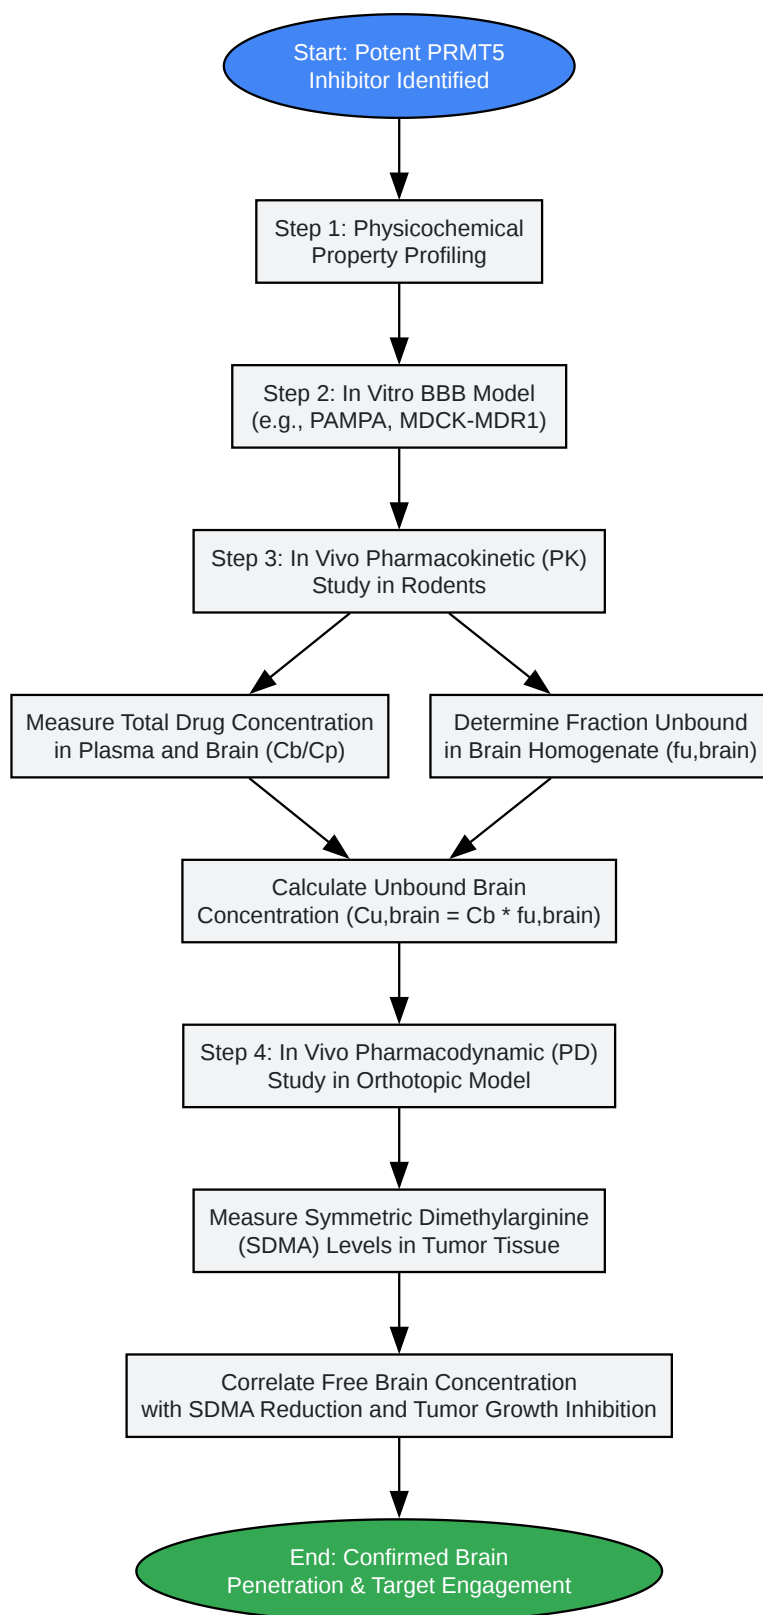 Start: Potent PRMT5
Inhibitor Identified
Step 1: Physicochemical
Property Profiling
Step 2: In Vitro BBB Model
(e.g., PAMPA, MDCK-MDR1)
Step 3: In Vivo Pharmacokinetic (PK)
Study in Rodents
Measure Total Drug Concentration
in Plasma and Brain (Cb/Cp)
Determine Fraction Unbound
in Brain Homogenate (fu,brain)
Calculate Unbound Brain
Concentration (Cu,brain = Cb * fu,brain)
Step 4: In Vivo Pharmacodynamic (PD)
Study in Orthotopic Model
Measure Symmetric Dimethylarginine
(SDMA) Levels in Tumor Tissue
Correlate Free Brain Concentration
with SDMA Reduction and Tumor Growth Inhibition
End: Confirmed Brain
Penetration & Target Engagement